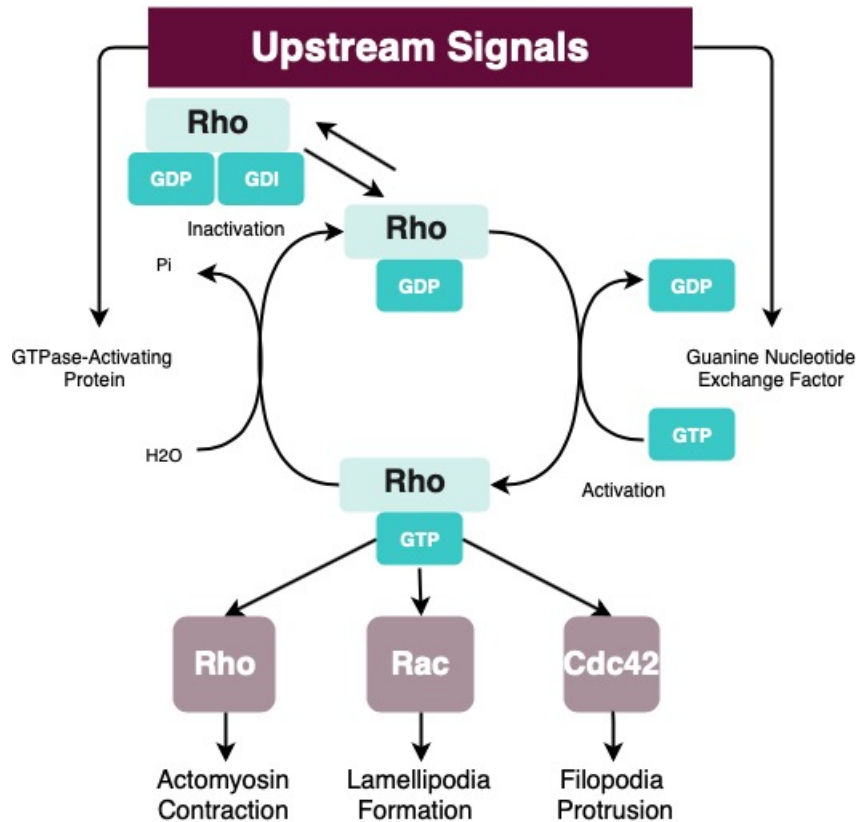 Upstream Signals
Rho
GDP
GDI
Inactivation
Rho
GDP
Pi
GDP
GTPase-Activating
Protein
Guanine Nucleotide
Exchange Factor
H2O
GTP
Activation
Rho
GTP
Rho
Rac
Cdc42
Actomyosin
Contraction
Lamellipodia
Formation
Filopodia
Protrusion